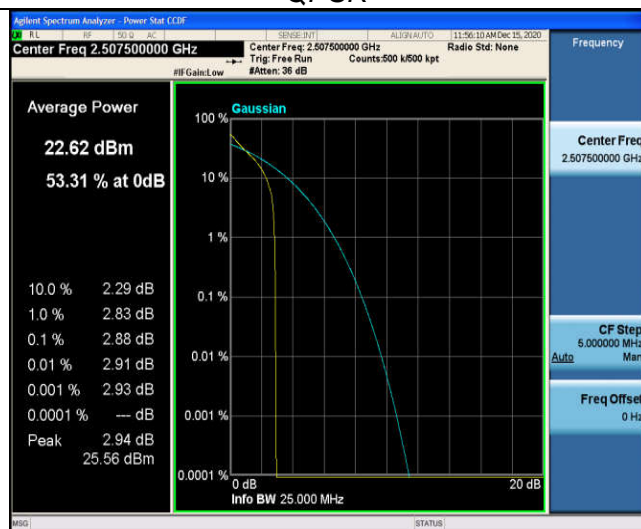 Agilent Spectrum Analyzer - Power Stat CCDF
RL RF 50 Ω AC SENSE:INT ALIGN AUTO 11:56:10 AM Dec 15, 2020
Center Freq 2.507500000 GHz
Center Freq: 2.507500000 GHz Radio Std: None
Trig: Free Run Counts:500 k/500 kpt
#IFGain:Low #Atten: 36 dB
Frequency
Average Power
22.62 dBm
53.31 % at 0dB
10.0 % 2.29 dB
1.0 % 2.83 dB
0.1 % 2.88 dB
0.01 % 2.91 dB
0.001 % 2.93 dB
0.0001 % --- dB
Peak 2.94 dB
25.56 dBm
Gaussian
100 %
10 %
1 %
0.1 %
0.01 %
0.001 %
0.0001 %
0 dB 20 dB
Info BW 25.000 MHz
Center Freq
2.507500000 GHz
CF Step
5.000000 MHz
Auto Man
Freq Offset
0 Hz
MSG STATUS